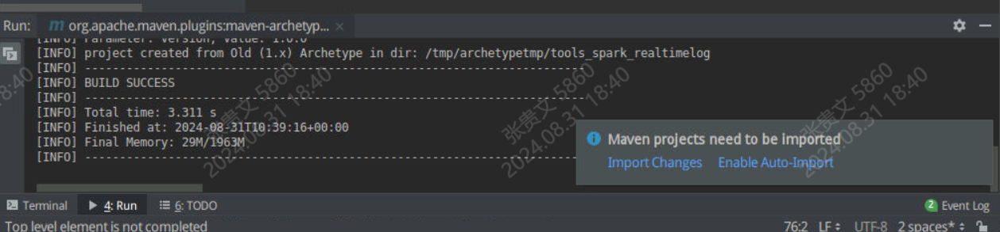 Run: m org.apache.maven.plugins:maven-archetyp... ×
[INFO] Parameter: version, Value: 1.0.0
[INFO] project created from Old (1.x) Archetype in dir: /tmp/archetypetmp/tools_spark_realtimelog
[INFO] ------------------------------------------------------------------------
[INFO] BUILD SUCCESS
[INFO] ------------------------------------------------------------------------
[INFO] Total time: 3.311 s
[INFO] Finished at: 2024-08-31T10:39:16+00:00
[INFO] Final Memory: 29M/1963M
[INFO] ------------------------------------------------------------------------
Maven projects need to be imported
Import Changes Enable Auto-Import
Terminal 4: Run 6: TODO 2 Event Log
Top level element is not completed 76:2 LF UTF-8 2 spaces*
8:40
张贵文 5860
2024.08.31 18:40
张贵文 5860
2024.08.31 18:40
张贵文 5860
2024.08.31 18:40